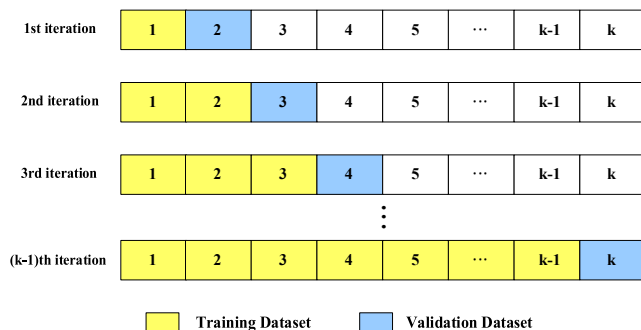 1st iteration 1 2 3 4 5 ··· k-1 k
2nd iteration 1 2 3 4 5 ··· k-1 k
3rd iteration 1 2 3 4 5 ··· k-1 k
⋮
(k-1)th iteration 1 2 3 4 5 ··· k-1 k
Training Dataset Validation Dataset